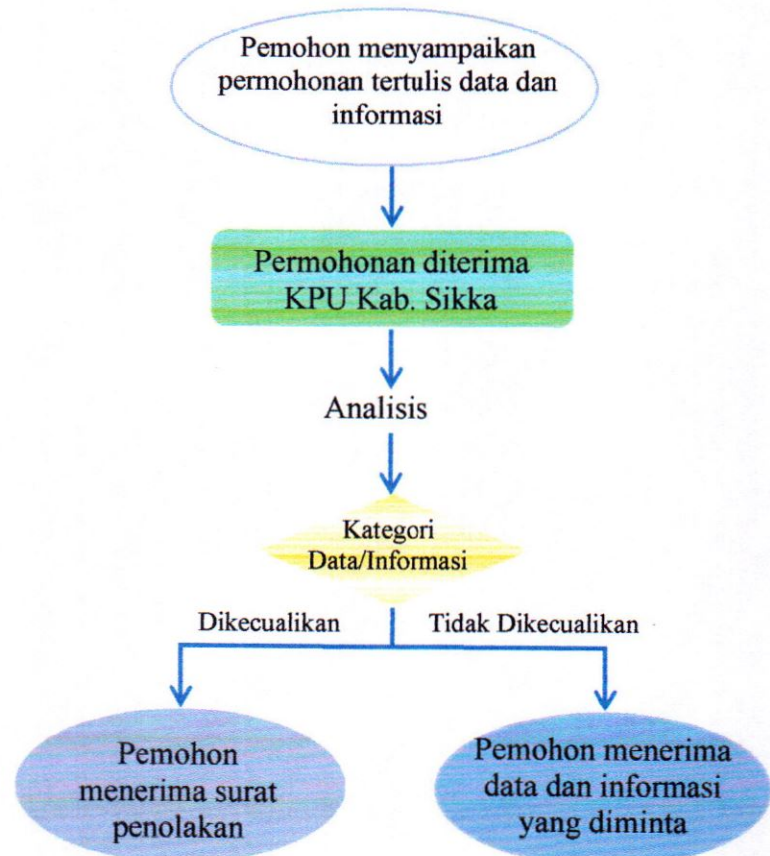 Pemohon menyampaikan
permohonan tertulis data dan
informasi
Permohonan diterima
KPU Kab. Sikka
Analisis
Kategori
Data/Informasi
Dikecualikan
Tidak Dikecualikan
Pemohon
menerima surat
penolakan
Pemohon menerima
data dan informasi
yang diminta